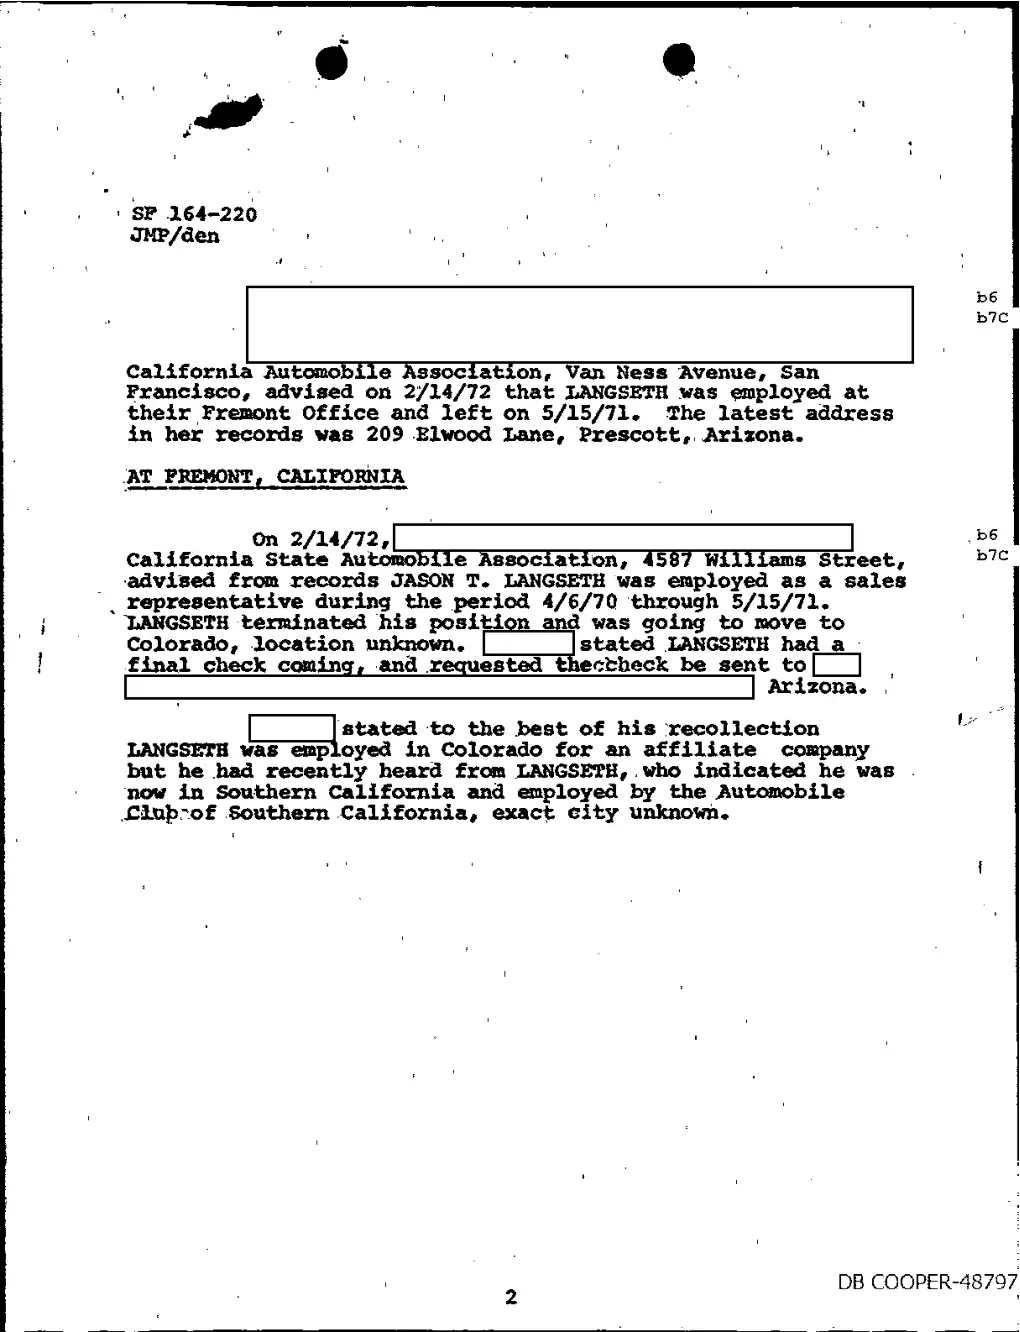 SF 164-220
JMP/den
b6
b7C
California Automobile Association, Van Ness Avenue, San
Francisco, advised on 2/14/72 that LANGSETH was employed at
their Fremont Office and left on 5/15/71. The latest address
in her records was 209 Elwood Lane, Prescott, Arizona.
AT FREMONT, CALIFORNIA
On 2/14/72,
b6
b7C
California State Automobile Association, 4587 Williams Street,
advised from records JASON T. LANGSETH was employed as a sales
representative during the period 4/6/70 through 5/15/71.
LANGSETH terminated his position and was going to move to
Colorado, location unknown. stated LANGSETH had a
final check coming, and requested the check be sent to
Arizona.
stated to the best of his recollection
LANGSETH was employed in Colorado for an affiliate company
but he had recently heard from LANGSETH, who indicated he was
now in Southern California and employed by the Automobile
Club of Southern California, exact city unknown.
2
DB COOPER-48797